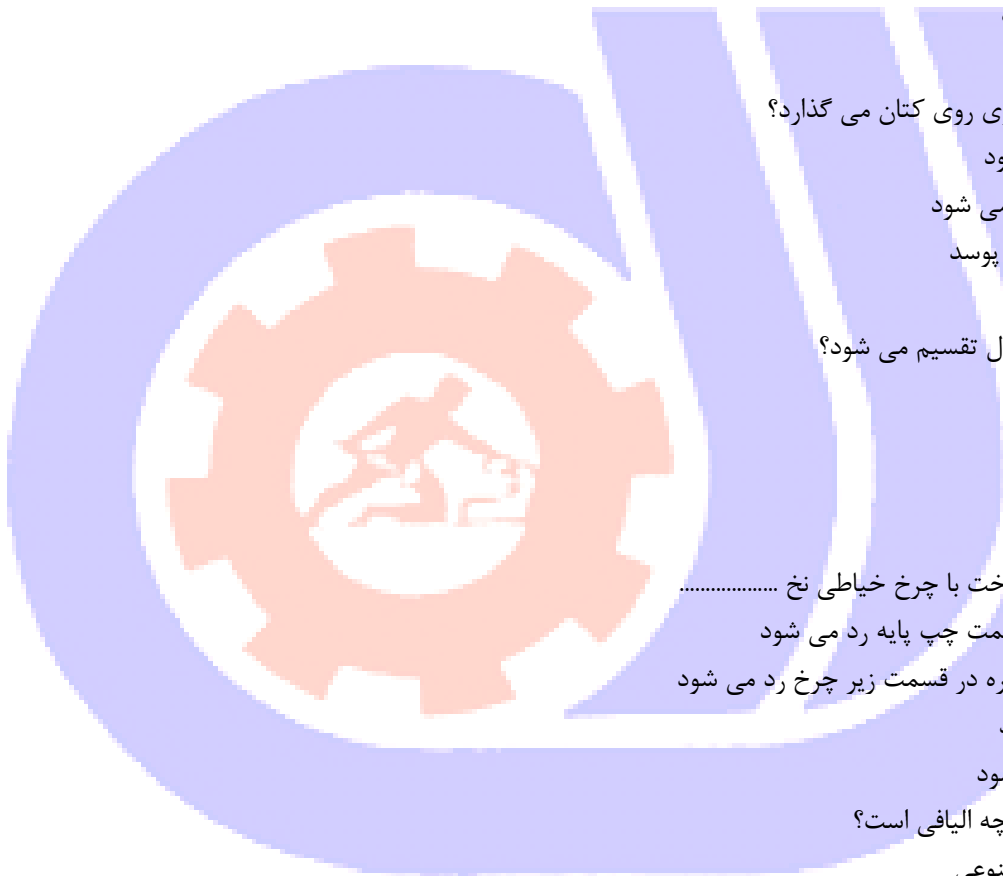 ی روی کتان می گذارد؟
ود
می شود
پوسد
ل تقسیم می شود؟
خت با چرخ خیاطی نخ ...................
مت چپ پایه رد می شود
ره در قسمت زیر چرخ رد می شود
ود
چه الیافی است؟